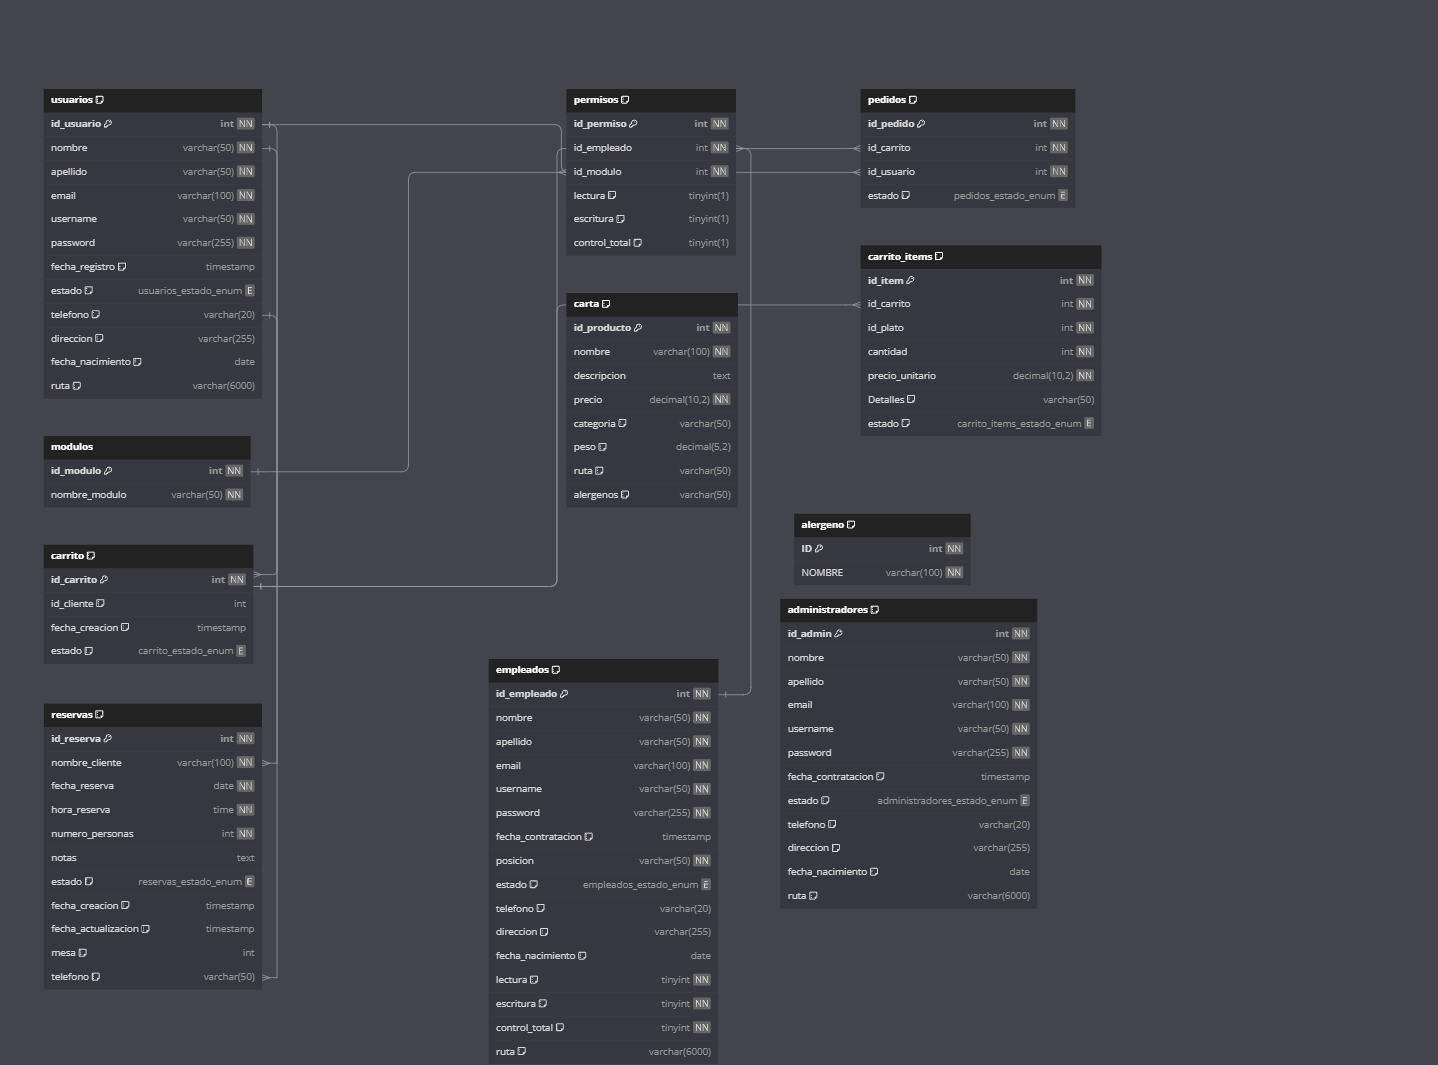 usuarios
id_usuario int NN
nombre varchar(50) NN
apellido varchar(50) NN
email varchar(100) NN
username varchar(50) NN
password varchar(255) NN
fecha_registro timestamp
estado usuarios_estado_enum E
telefono varchar(20)
direccion varchar(255)
fecha_nacimiento date
ruta varchar(6000)
modulos
id_modulo int NN
nombre_modulo varchar(50) NN
carrito
id_carrito int NN
id_cliente int
fecha_creacion timestamp
estado carrito_estado_enum E
reservas
id_reserva int NN
nombre_cliente varchar(100) NN
fecha_reserva date NN
hora_reserva time NN
numero_personas int NN
notas text
estado reservas_estado_enum E
fecha_creacion timestamp
fecha_actualizacion timestamp
mesa int
telefono varchar(50)
permisos
id_permiso int NN
id_empleado int NN
id_modulo int NN
lectura tinyint(1)
escritura tinyint(1)
control_total tinyint(1)
carta
id_producto int NN
nombre varchar(100) NN
descripcion text
precio decimal(10,2) NN
categoria varchar(50)
peso decimal(5,2)
ruta varchar(50)
alergenos varchar(50)
empleados
id_empleado int NN
nombre varchar(50) NN
apellido varchar(50) NN
email varchar(100) NN
username varchar(50) NN
password varchar(255) NN
fecha_contratacion timestamp
posicion varchar(50) NN
estado empleados_estado_enum E
telefono varchar(20)
direccion varchar(255)
fecha_nacimiento date
lectura tinyint NN
escritura tinyint NN
control_total tinyint NN
ruta varchar(6000)
pedidos
id_pedido int NN
id_carrito int NN
id_usuario int NN
estado pedidos_estado_enum E
carrito_items
id_item int NN
id_carrito int NN
id_plato int NN
cantidad int NN
precio_unitario decimal(10,2) NN
Detalles varchar(50)
estado carrito_items_estado_enum E
alergeno
ID int NN
NOMBRE varchar(100) NN
administradores
id_admin int NN
nombre varchar(50) NN
apellido varchar(50) NN
email varchar(100) NN
username varchar(50) NN
password varchar(255) NN
fecha_contratacion timestamp
estado administradores_estado_enum E
telefono varchar(20)
direccion varchar(255)
fecha_nacimiento date
ruta varchar(6000)